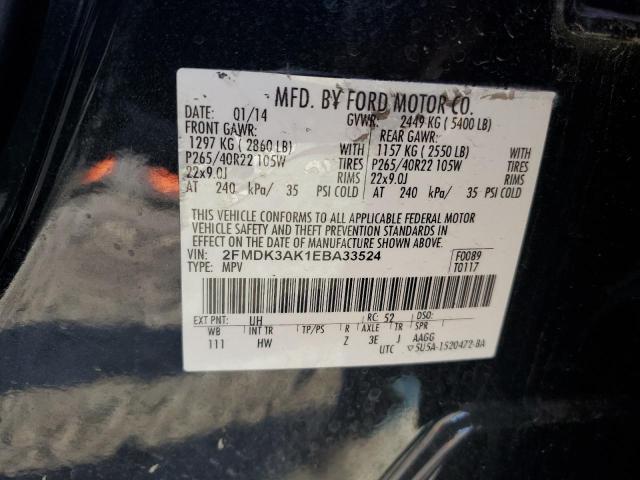 MFD. BY FORD MOTOR CO.
DATE: 01/14 GVWR: 2449 KG ( 5400 LB)
FRONT GAWR: REAR GAWR:
1297 KG ( 2860 LB) WITH 1157 KG ( 2550 LB) WITH
P265/40R22 105W TIRES P265/40R22 105W TIRES
22x9.0J RIMS 22x9.0J RIMS
AT 240 kPa/ 35 PSI COLD AT 240 kPa/ 35 PSI COLD
THIS VEHICLE CONFORMS TO ALL APPLICABLE FEDERAL MOTOR
VEHICLE SAFETY AND THEFT PREVENTION STANDARDS IN
EFFECT ON THE DATE OF MANUFACTURE SHOWN ABOVE.
VIN: 2FMDK3AK1EBA33524 F0089
TYPE: MPV T0117
EXT PNT: UH RC: 52 DSO:
WB INT TR TP/PS R AXLE TR SPR
111 HW Z 3E J AAGG
UTC 5U5A-1520472-BA